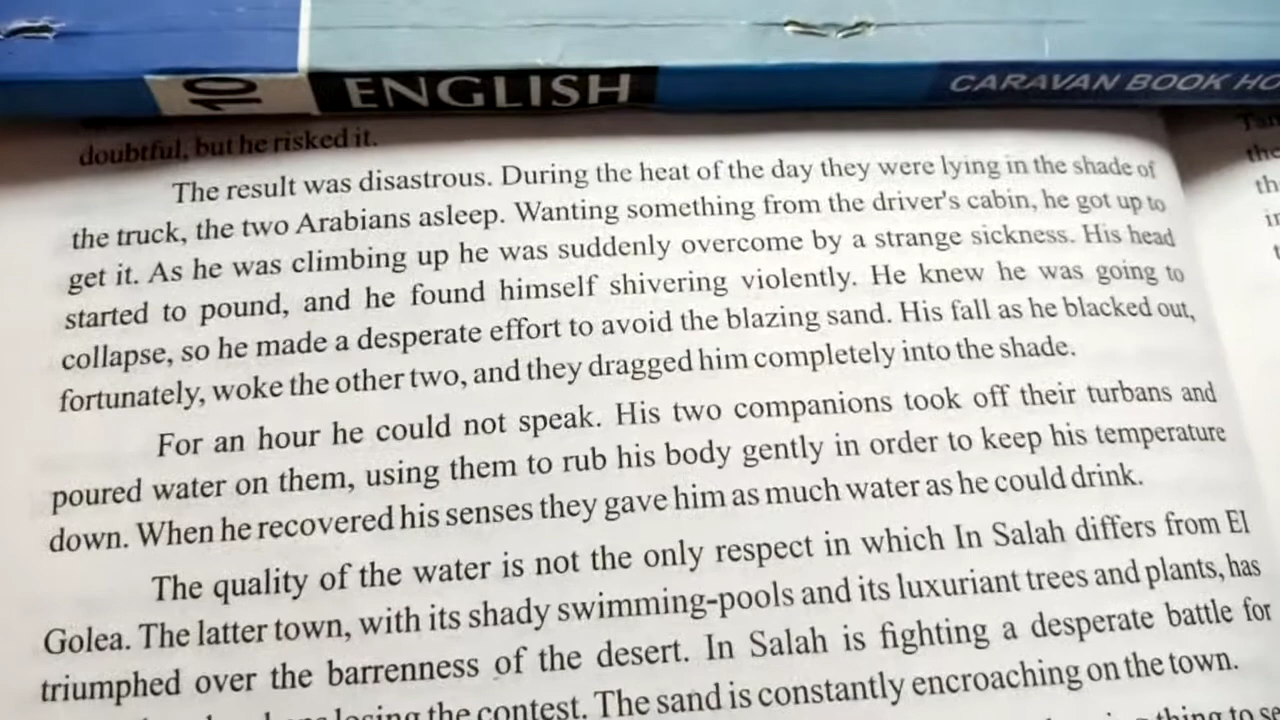 10 ENGLISH CARAVAN BOOK HO
doubtful, but he risked it.
The result was disastrous. During the heat of the day they were lying in the shade of
the truck, the two Arabians asleep. Wanting something from the driver's cabin, he got up to
get it. As he was climbing up he was suddenly overcome by a strange sickness. His head
started to pound, and he found himself shivering violently. He knew he was going to
collapse, so he made a desperate effort to avoid the blazing sand. His fall as he blacked out,
fortunately, woke the other two, and they dragged him completely into the shade.
For an hour he could not speak. His two companions took off their turbans and
poured water on them, using them to rub his body gently in order to keep his temperature
down. When he recovered his senses they gave him as much water as he could drink.
The quality of the water is not the only respect in which In Salah differs from El
Golea. The latter town, with its shady swimming-pools and its luxuriant trees and plants, has
triumphed over the barrenness of the desert. In Salah is fighting a desperate battle for
losing the contest. The sand is constantly encroaching on the town.
thing to se